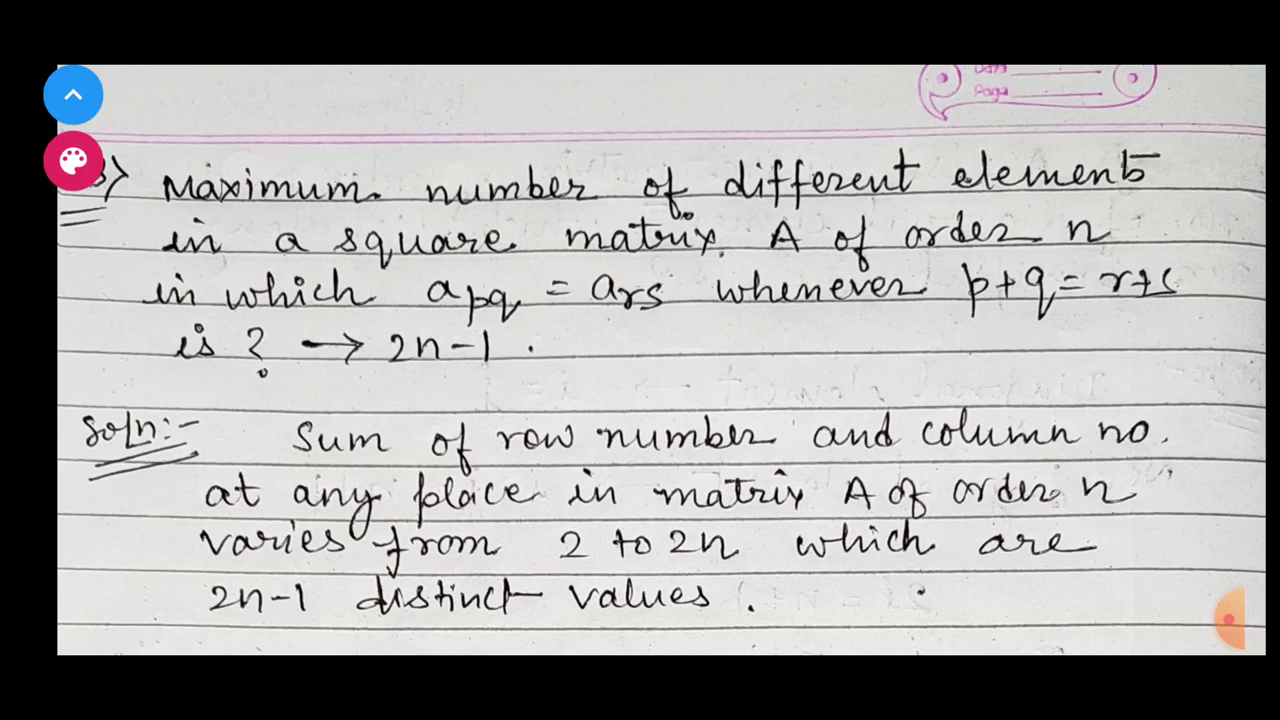 Date
Page
3) Maximum number of different elements
in a square matrix A of order n
in which apq = ars whenever p+q = r+s
is ? → 2n-1 .
Soln:- Sum of row number and column no.
at any place in matrix A of order n
varies from 2 to 2n which are
2n-1 distinct values .